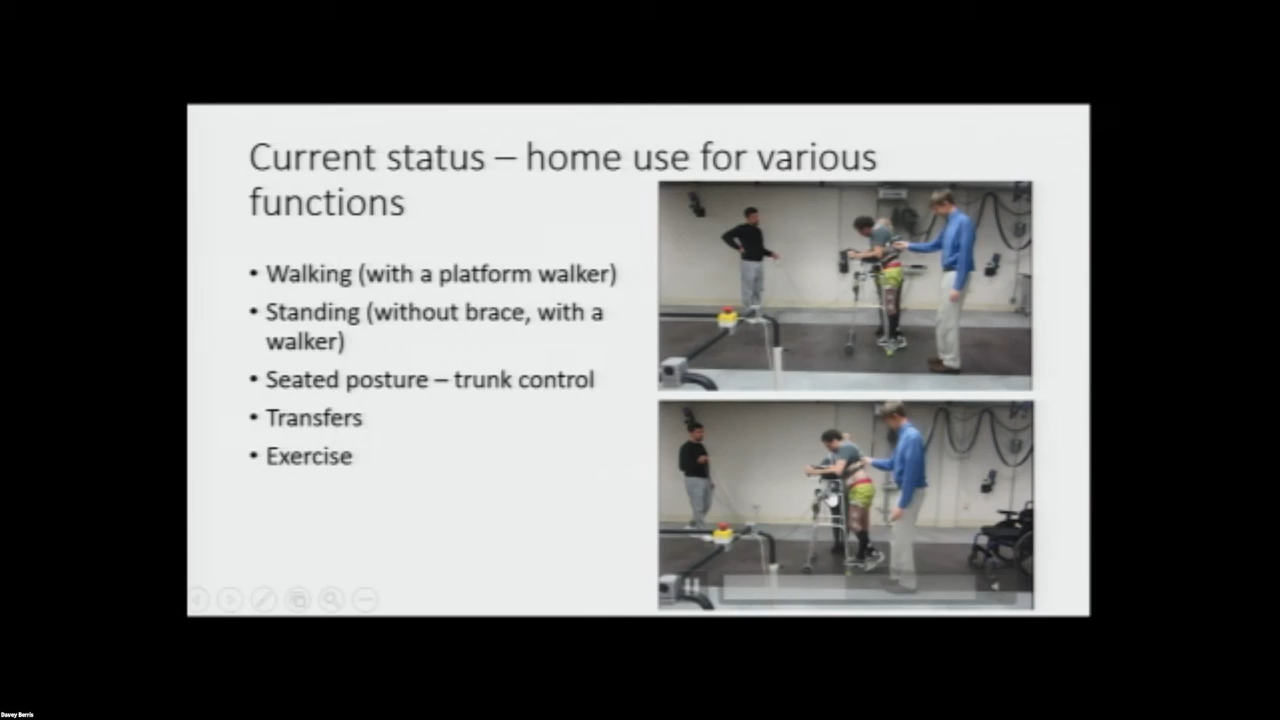 Current status – home use for various
functions
• Walking (with a platform walker)
• Standing (without brace, with a
walker)
• Seated posture – trunk control
• Transfers
• Exercise
Davey Berris